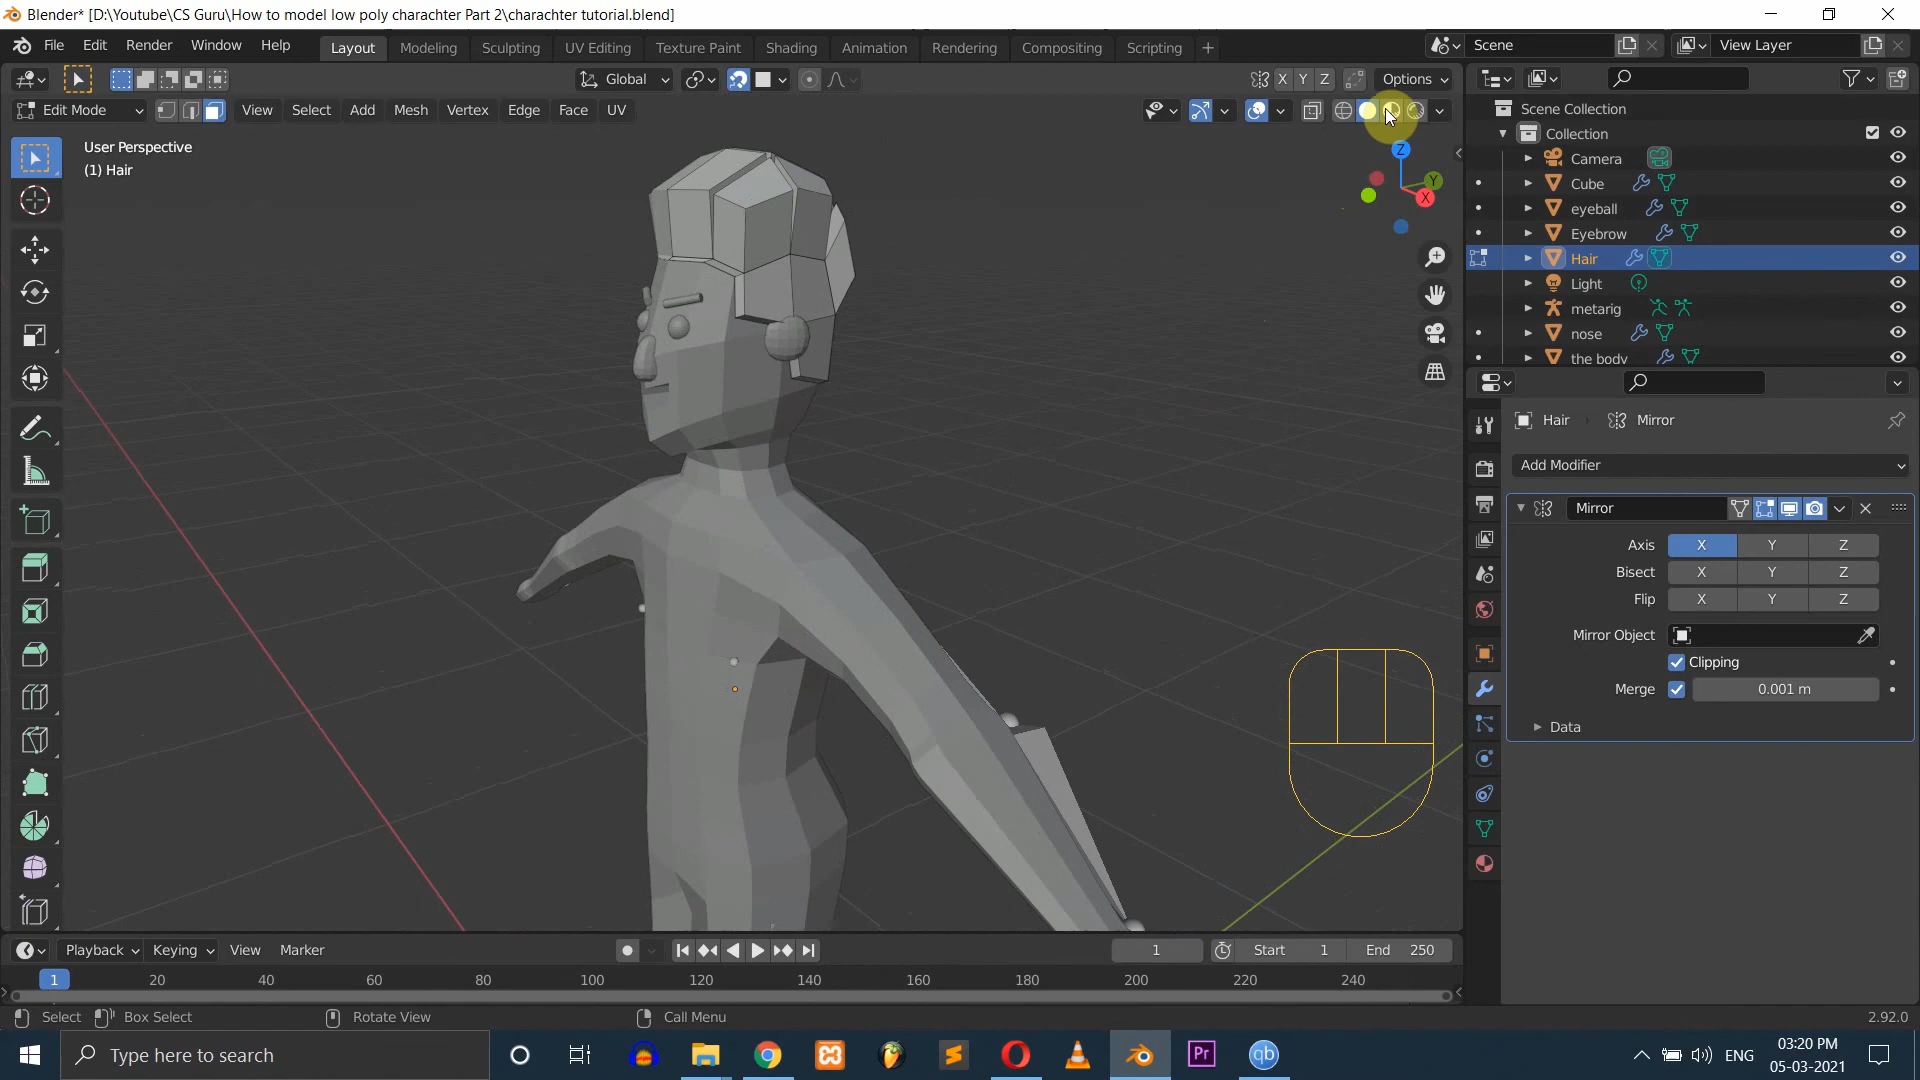 Blender* [D:\Youtube\CS Guru\How to model low poly charachter Part 2\charachter tutorial.blend]
File Edit Render Window Help Layout Modeling Sculpting UV Editing Texture Paint Shading Animation Rendering Compositing Scripting + Scene View Layer
Global X Y Z Options
Edit Mode View Select Add Mesh Vertex Edge Face UV
User Perspective
(1) Hair
Z
Y
X
Scene Collection
Collection
Camera
Cube
eyeball
Eyebrow
Hair
Light
metarig
nose
the body
Hair Mirror
Add Modifier
Mirror
Axis X Y Z
Bisect X Y Z
Flip X Y Z
Mirror Object
Clipping
Merge 0.001 m
Data
Playback Keying View Marker 1 Start 1 End 250
1 20 40 60 80 100 120 140 160 180 200 220 240
Select Box Select Rotate View Call Menu 2.92.0
Type here to search Pr qb ENG 03:20 PM
05-03-2021